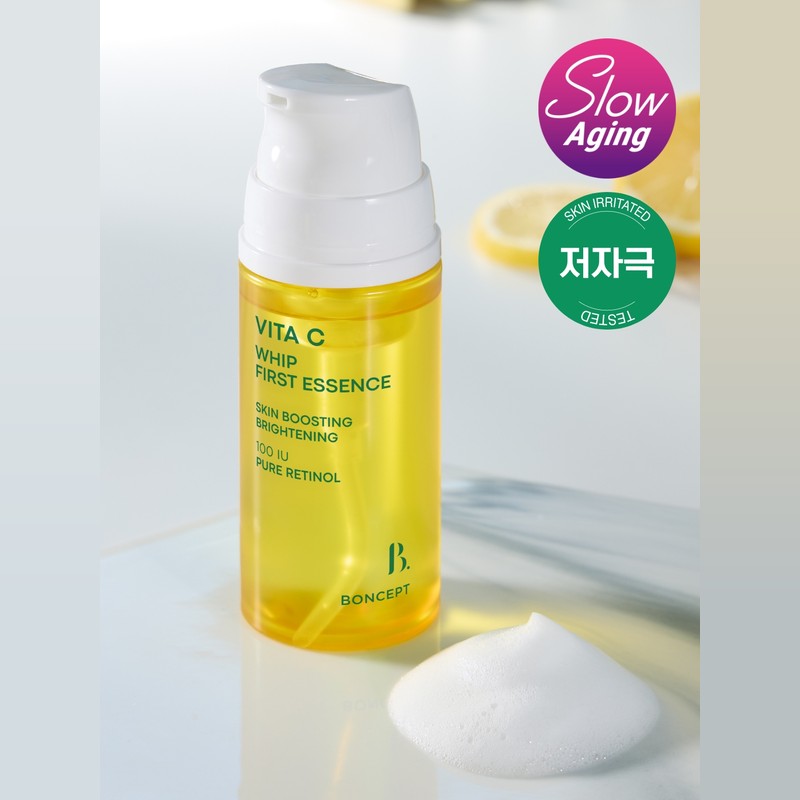 Slow
Aging
SKIN IRRITATED
저자극
TESTED
VITA C
WHIP
FIRST ESSENCE
SKIN BOOSTING
BRIGHTENING
100 IU
PURE RETINOL
B.
BONCEPT